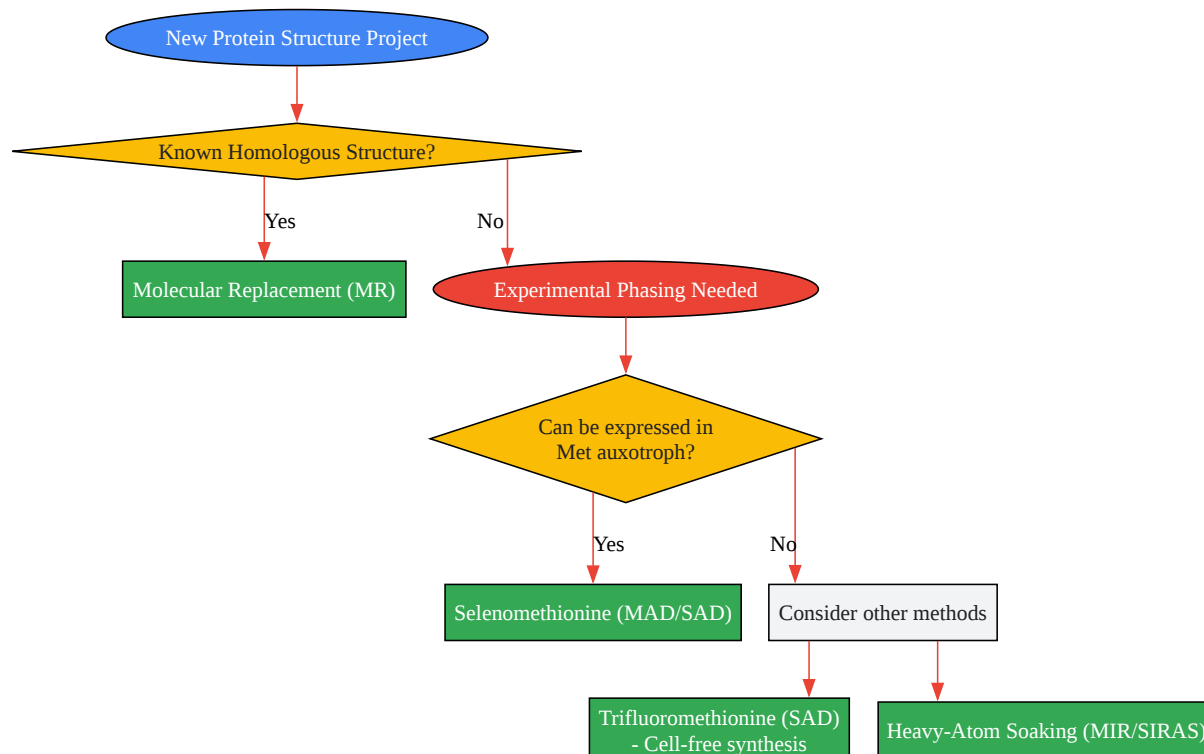 New Protein Structure Project
Known Homologous Structure?
Yes
No
Molecular Replacement (MR)
Experimental Phasing Needed
Can be expressed in
Met auxotroph?
Yes
No
Selenomethionine (MAD/SAD)
Consider other methods
Trifluoromethionine (SAD)
- Cell-free synthesis
Heavy-Atom Soaking (MIR/SIRAS)